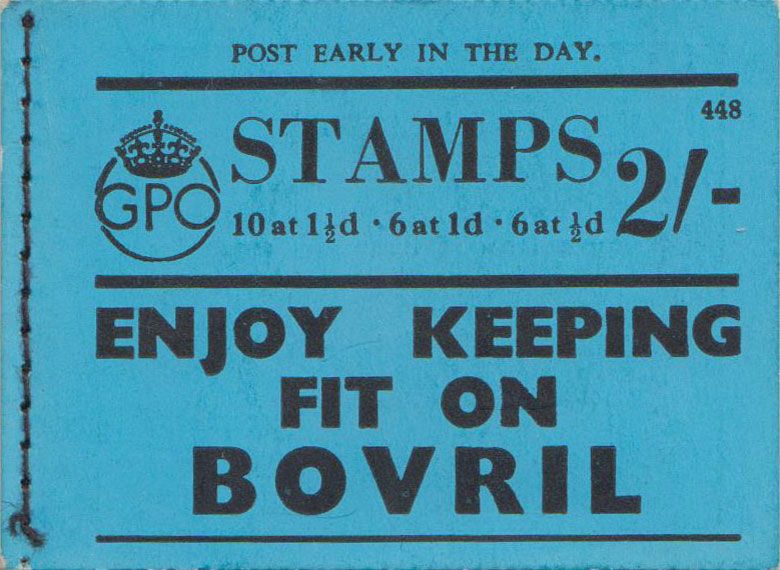 POST EARLY IN THE DAY.
448
STAMPS
GPO
10 at 1½d · 6 at 1d · 6 at ½d
2/-
ENJOY KEEPING
FIT ON
BOVRIL